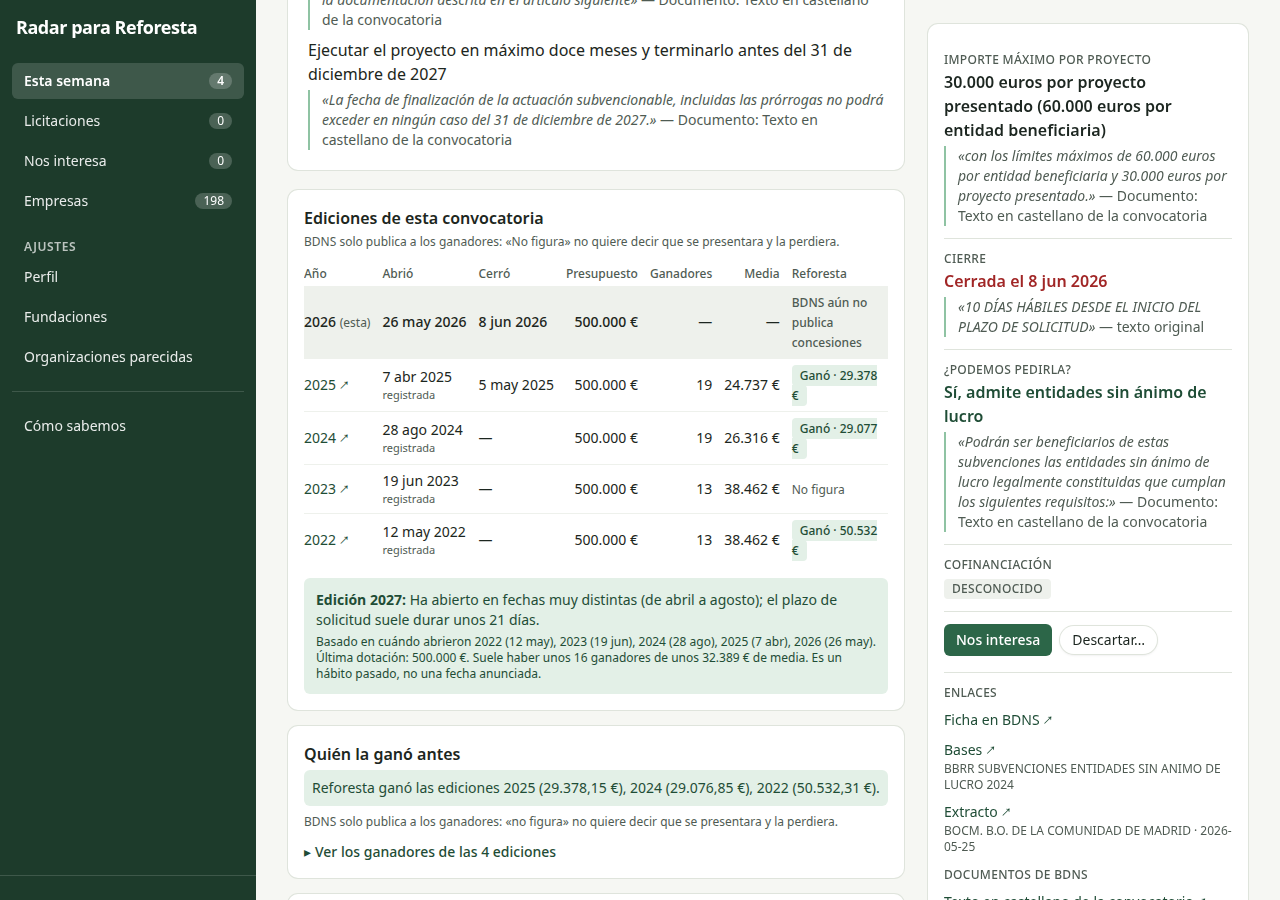 Radar para Reforesta
Esta semana 4
Licitaciones 0
Nos interesa 0
Empresas 198
AJUSTES
Perfil
Fundaciones
Organizaciones parecidas
Cómo sabemos
la documentación descrita en el artículo siguiente» — Documento: Texto en castellano
de la convocatoria
Ejecutar el proyecto en máximo doce meses y terminarlo antes del 31 de
diciembre de 2027
«La fecha de finalización de la actuación subvencionable, incluidas las prórrogas no podrá
exceder en ningún caso del 31 de diciembre de 2027.» — Documento: Texto en
castellano de la convocatoria
Ediciones de esta convocatoria
BDNS solo publica a los ganadores: «No figura» no quiere decir que se presentara y la perdiera.
Año Abrió Cerró Presupuesto Ganadores Media Reforesta
2026 (esta) 26 may 2026 8 jun 2026 500.000 € — — BDNS aún no
publica
concesiones
2025 ↗ 7 abr 2025 5 may 2025 500.000 € 19 24.737 € Ganó · 29.378
registrada €
2024 ↗ 28 ago 2024 — 500.000 € 19 26.316 € Ganó · 29.077
registrada €
2023 ↗ 19 jun 2023 — 500.000 € 13 38.462 € No figura
registrada
2022 ↗ 12 may 2022 — 500.000 € 13 38.462 € Ganó · 50.532
registrada €
Edición 2027: Ha abierto en fechas muy distintas (de abril a agosto); el plazo de
solicitud suele durar unos 21 días.
Basado en cuándo abrieron 2022 (12 may), 2023 (19 jun), 2024 (28 ago), 2025 (7 abr), 2026 (26 may).
Última dotación: 500.000 €. Suele haber unos 16 ganadores de unos 32.389 € de media. Es un
hábito pasado, no una fecha anunciada.
Quién la ganó antes
Reforesta ganó las ediciones 2025 (29.378,15 €), 2024 (29.076,85 €), 2022 (50.532,31 €).
BDNS solo publica a los ganadores: «no figura» no quiere decir que se presentara y la perdiera.
▸ Ver los ganadores de las 4 ediciones
IMPORTE MÁXIMO POR PROYECTO
30.000 euros por proyecto
presentado (60.000 euros por
entidad beneficiaria)
«con los límites máximos de 60.000 euros
por entidad beneficiaria y 30.000 euros por
proyecto presentado.» — Documento:
Texto en castellano de la convocatoria
CIERRE
Cerrada el 8 jun 2026
«10 DÍAS HÁBILES DESDE EL INICIO DEL
PLAZO DE SOLICITUD» — texto original
¿PODEMOS PEDIRLA?
Sí, admite entidades sin ánimo de
lucro
«Podrán ser beneficiarios de estas
subvenciones las entidades sin ánimo de
lucro legalmente constituidas que cumplan
los siguientes requisitos:» — Documento:
Texto en castellano de la convocatoria
COFINANCIACIÓN
DESCONOCIDO
Nos interesa Descartar…
ENLACES
Ficha en BDNS ↗
Bases ↗
BBRR SUBVENCIONES ENTIDADES SIN ANIMO DE
LUCRO 2024
Extracto ↗
BOCM. B.O. DE LA COMUNIDAD DE MADRID · 2026-
05-25
DOCUMENTOS DE BDNS
Texto en castellano de la convocatoria ↗